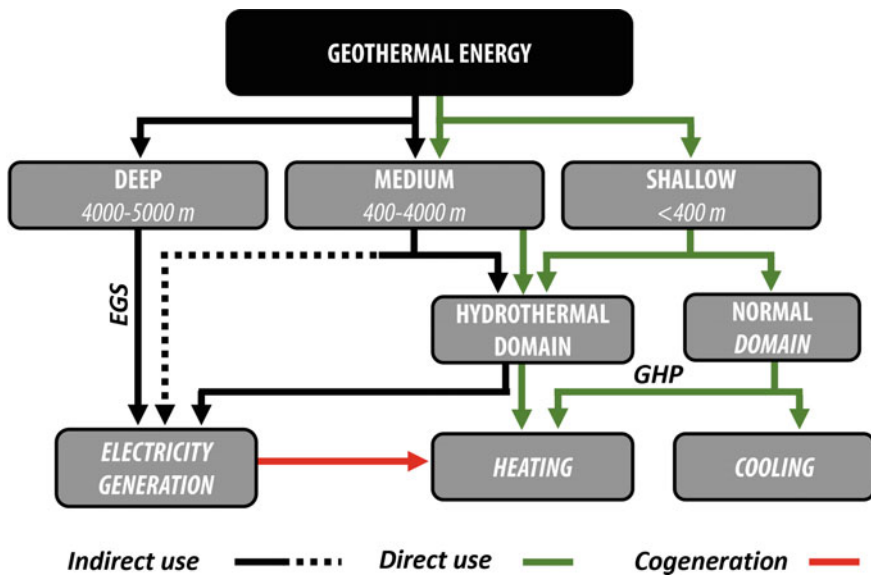 GEOTHERMAL ENERGY
DEEP
4000-5000 m
MEDIUM
400-4000 m
SHALLOW
<400 m
EGS
HYDROTHERMAL
DOMAIN
NORMAL
DOMAIN
GHP
ELECTRICITY
GENERATION
HEATING
COOLING
Indirect use
Direct use
Cogeneration